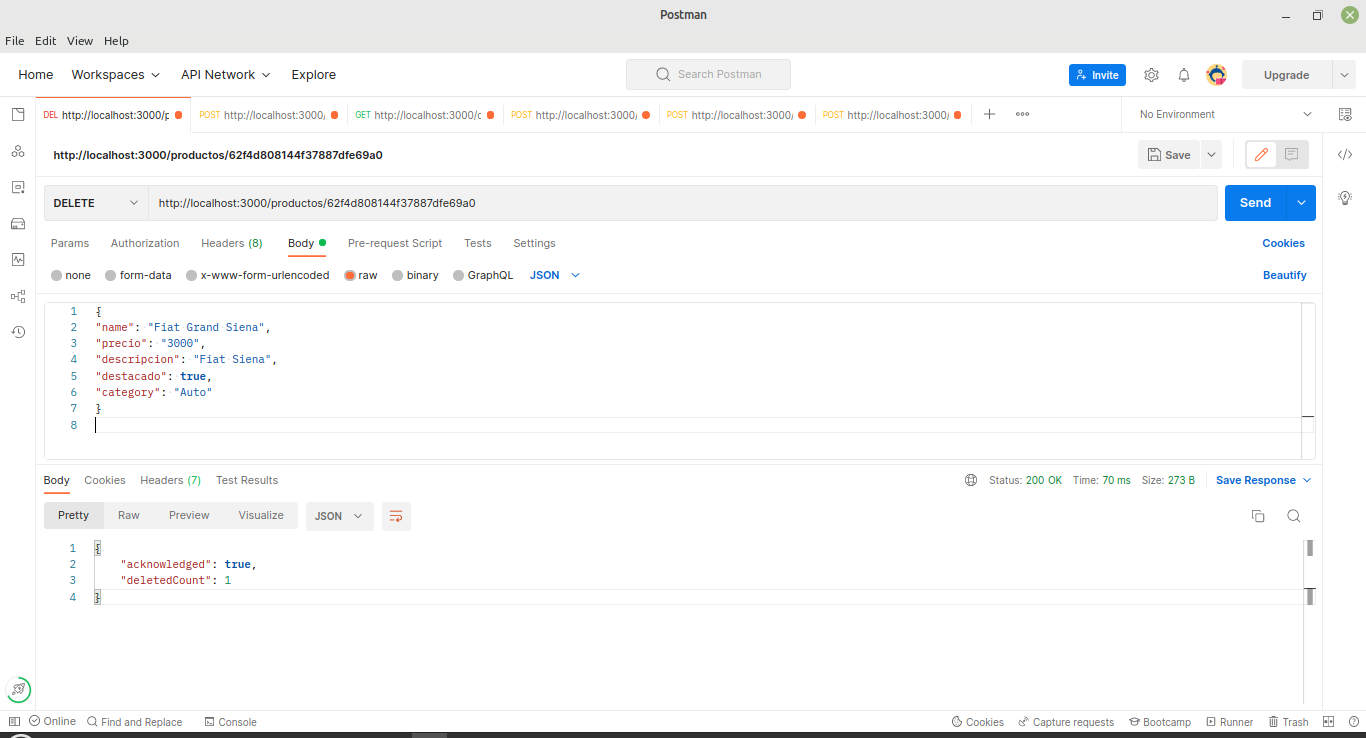 Postman
File Edit View Help
Home Workspaces API Network Explore Search Postman Invite Upgrade
DEL http://localhost:3000/p POST http://localhost:3000/ GET http://localhost:3000/c POST http://localhost:3000/ POST http://localhost:3000/ POST http://localhost:3000/ No Environment
http://localhost:3000/productos/62f4d808144f37887dfe69a0 Save
DELETE http://localhost:3000/productos/62f4d808144f37887dfe69a0 Send
Params Authorization Headers (8) Body Pre-request Script Tests Settings Cookies
none form-data x-www-form-urlencoded raw binary GraphQL JSON Beautify
1 {
2 "name": "Fiat Grand Siena",
3 "precio": "3000",
4 "descripcion": "Fiat Siena",
5 "destacado": true,
6 "category": "Auto"
7 }
8
Body Cookies Headers (7) Test Results Status: 200 OK Time: 70 ms Size: 273 B Save Response
Pretty Raw Preview Visualize JSON
1 {
2 "acknowledged": true,
3 "deletedCount": 1
4 }
Online Find and Replace Console Cookies Capture requests Bootcamp Runner Trash